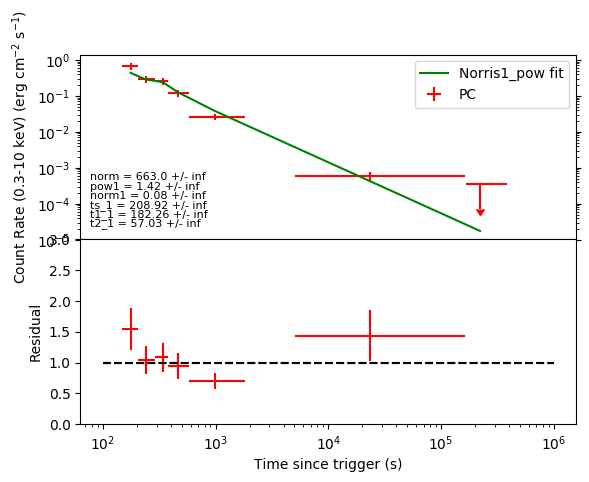 10⁰
10⁻¹
10⁻²
10⁻³
10⁻⁴
10⁻⁵
Count Rate (0.3-10 keV) (erg cm⁻² s⁻¹)
Norris1_pow fit
PC
norm = 663.0 +/- inf
pow1 = 1.42 +/- inf
norm1 = 0.08 +/- inf
ts_1 = 208.92 +/- inf
t1_1 = 182.26 +/- inf
t2_1 = 57.03 +/- inf
3.0
2.5
2.0
1.5
1.0
0.5
0.0
Residual
10² 10³ 10⁴ 10⁵ 10⁶
Time since trigger (s)